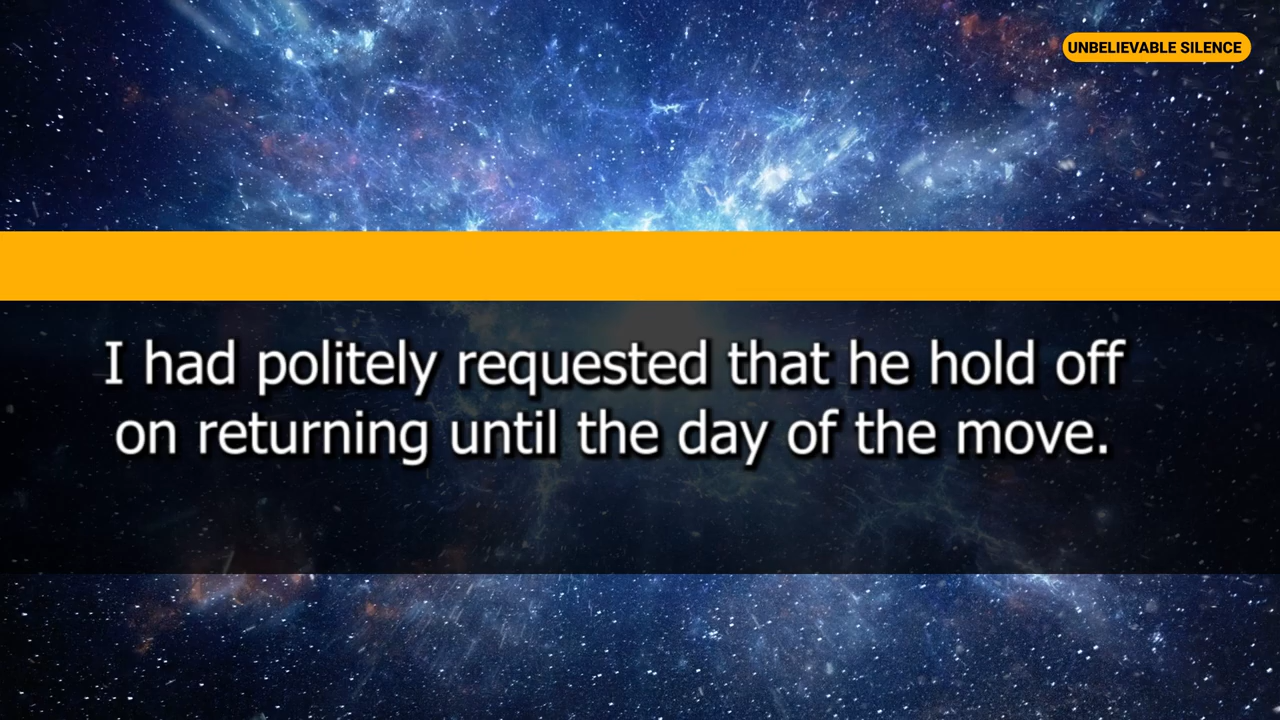 UNBELIEVABLE SILENCE
I had politely requested that he hold off
on returning until the day of the move.